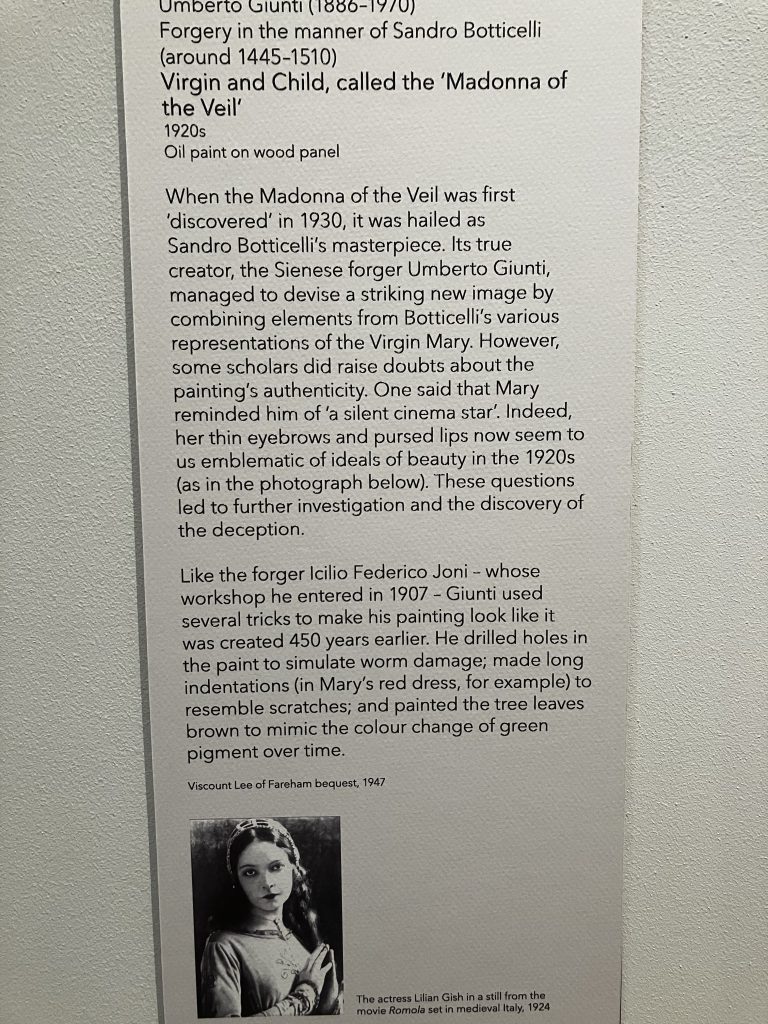 Umberto Giunti (1886–1970)
Forgery in the manner of Sandro Botticelli
(around 1445–1510)
Virgin and Child, called the ‘Madonna of
the Veil’
1920s
Oil paint on wood panel
When the Madonna of the Veil was first
‘discovered’ in 1930, it was hailed as
Sandro Botticelli’s masterpiece. Its true
creator, the Sienese forger Umberto Giunti,
managed to devise a striking new image by
combining elements from Botticelli’s various
representations of the Virgin Mary. However,
some scholars did raise doubts about the
painting’s authenticity. One said that Mary
reminded him of ‘a silent cinema star’. Indeed,
her thin eyebrows and pursed lips now seem to
us emblematic of ideals of beauty in the 1920s
(as in the photograph below). These questions
led to further investigation and the discovery of
the deception.
Like the forger Icilio Federico Joni – whose
workshop he entered in 1907 – Giunti used
several tricks to make his painting look like it
was created 450 years earlier. He drilled holes in
the paint to simulate worm damage; made long
indentations (in Mary’s red dress, for example) to
resemble scratches; and painted the tree leaves
brown to mimic the colour change of green
pigment over time.
Viscount Lee of Fareham bequest, 1947
The actress Lilian Gish in a still from the
movie Romola set in medieval Italy, 1924